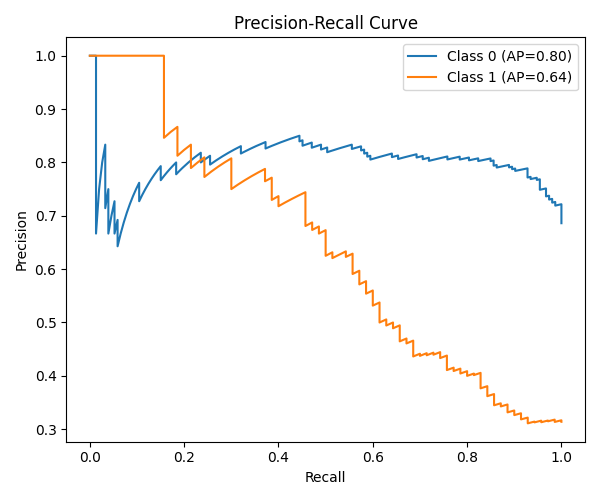 Precision-Recall Curve
Class 0 (AP=0.80)
Class 1 (AP=0.64)
Precision
1.0
0.9
0.8
0.7
0.6
0.5
0.4
0.3
0.0 0.2 0.4 0.6 0.8 1.0
Recall